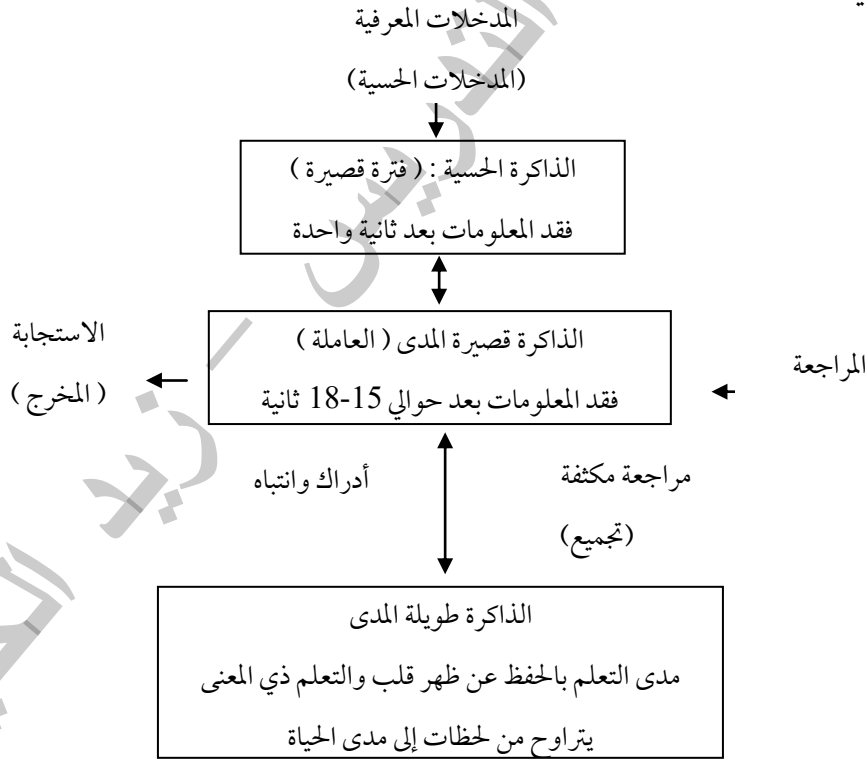 المدخلات المعرفية
(المدخلات الحسية)
الذاكرة الحسية : ( فترة قصيرة )
فقد المعلومات بعد ثانية واحدة
الذاكرة قصيرة المدى ( العاملة )
فقد المعلومات بعد حوالي 15-18 ثانية
المراجعة
الاستجابة
( المخرج )
مراجعة مكثفة
(تجميع)
أدراك وانتباه
الذاكرة طويلة المدى
مدى التعلم بالحفظ عن ظهر قلب والتعلم ذي المعنى
يتراوح من لحظات إلى مدى الحياة